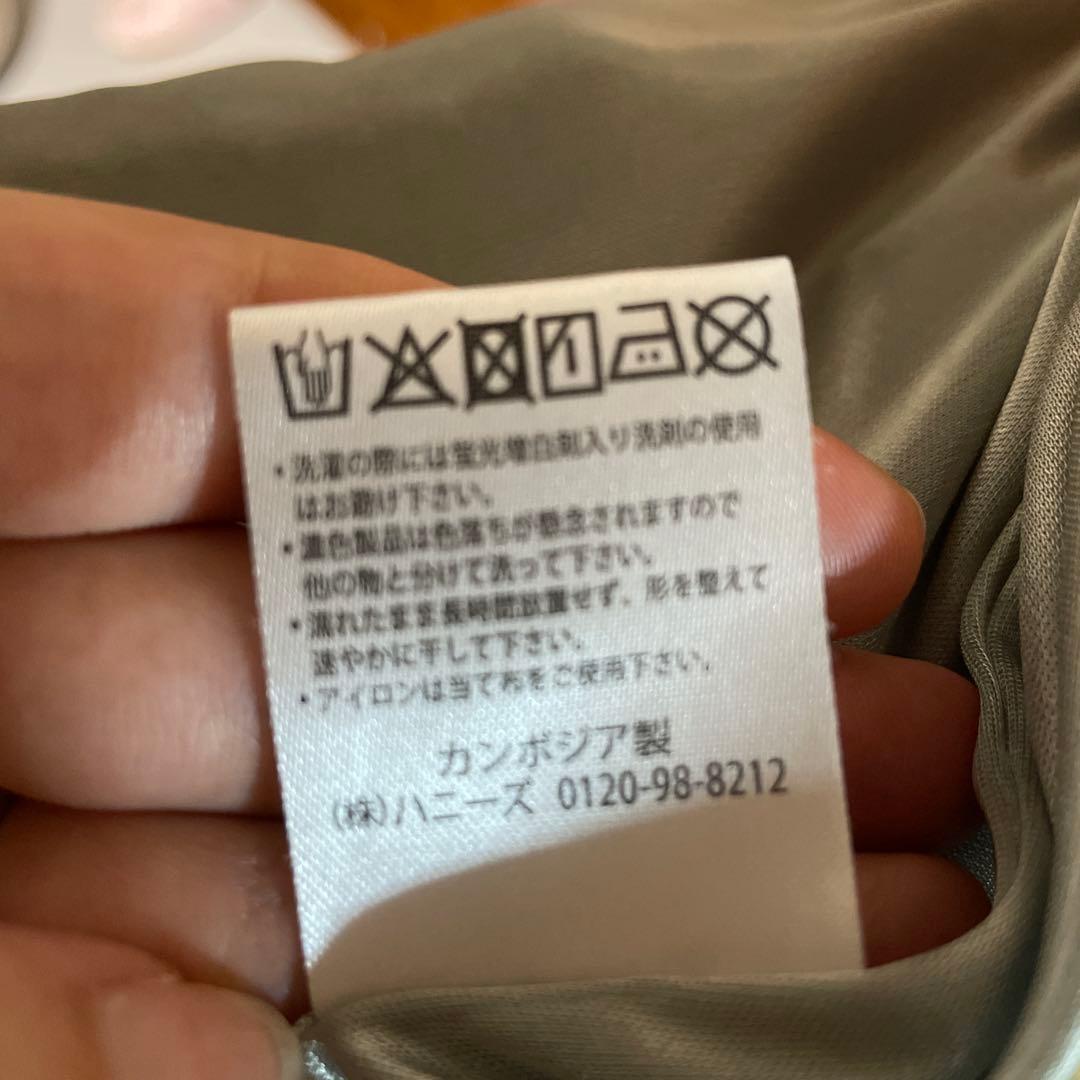 ・洗濯の際には蛍光増白剤入り洗剤の使用
はお避け下さい。
・濃色製品は色落ちが懸念されますので
他の物と分けて洗って下さい。
・濡れたまま長時間放置せず、形を整えて
速やかに干して下さい。
・アイロンは当て布をご使用下さい。
カンボジア製
(株)ハニーズ 0120-98-8212